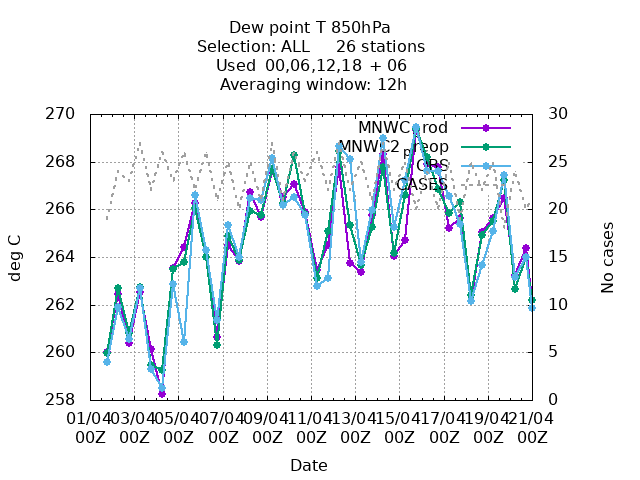 Dew point T 850hPa
Selection: ALL 26 stations
Used 00,06,12,18 + 06
Averaging window: 12h
270
268
266
264
262
260
258
30
25
20
15
10
5
0
deg C
No cases
MNWC_prod
MNWC2_preop
OBS
CASES
01/04 03/04 05/04 07/04 09/04 11/04 13/04 15/04 17/04 19/04 21/04
00Z 00Z 00Z 00Z 00Z 00Z 00Z 00Z 00Z 00Z 00Z
Date